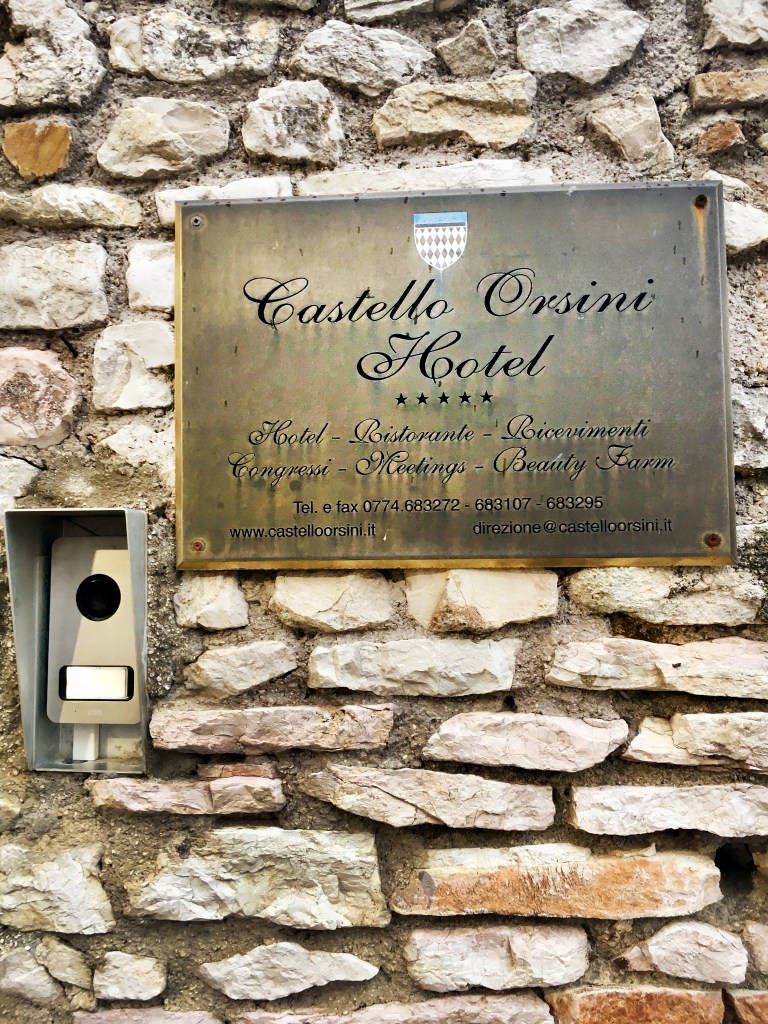 Castello Orsini
Hotel
★★★★★
Hotel - Ristorante - Ricevimenti
Congressi - Meetings - Beauty Farm
Tel. e fax 0774.683272 - 683107 - 683295
www.castelloorsini.it direzione@castelloorsini.it